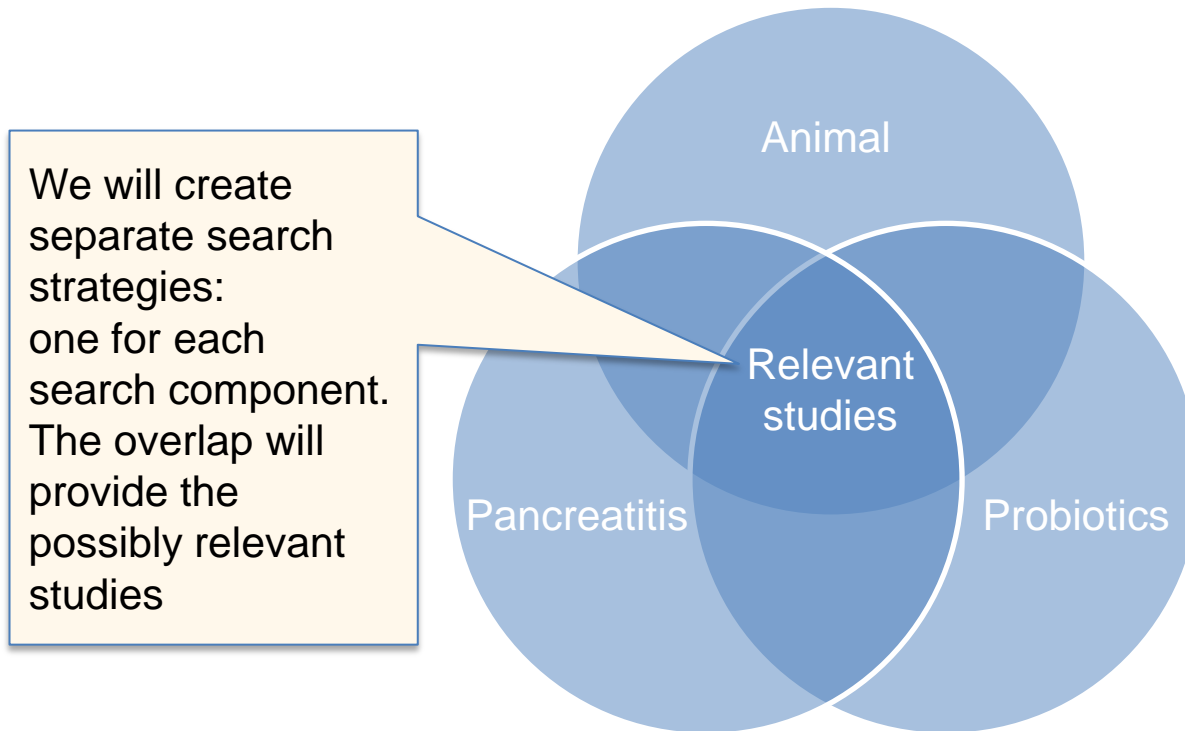 We will create
separate search
strategies:
one for each
search component.
The overlap will
provide the
possibly relevant
studies
Animal
Relevant
studies
Pancreatitis
Probiotics